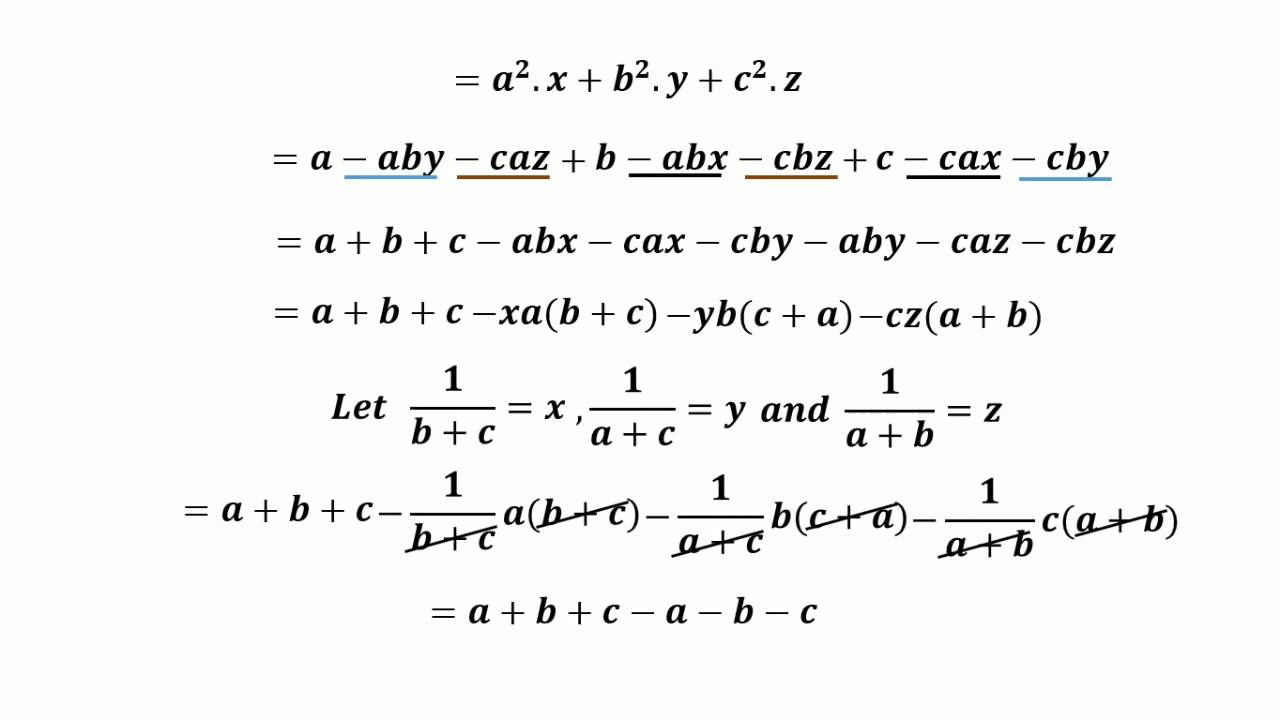 = a².x + b².y + c².z
= a − aby − caz + b − abx − cbz + c − cax − cby
= a + b + c − abx − cax − cby − aby − caz − cbz
= a + b + c −xa(b + c) −yb(c + a) −cz(a + b)
Let 1/(b + c) = x , 1/(a + c) = y and 1/(a + b) = z
= a + b + c − 1/(b + c) a(b + c) − 1/(a + c) b(c + a) − 1/(a + b) c(a + b)
= a + b + c − a − b − c